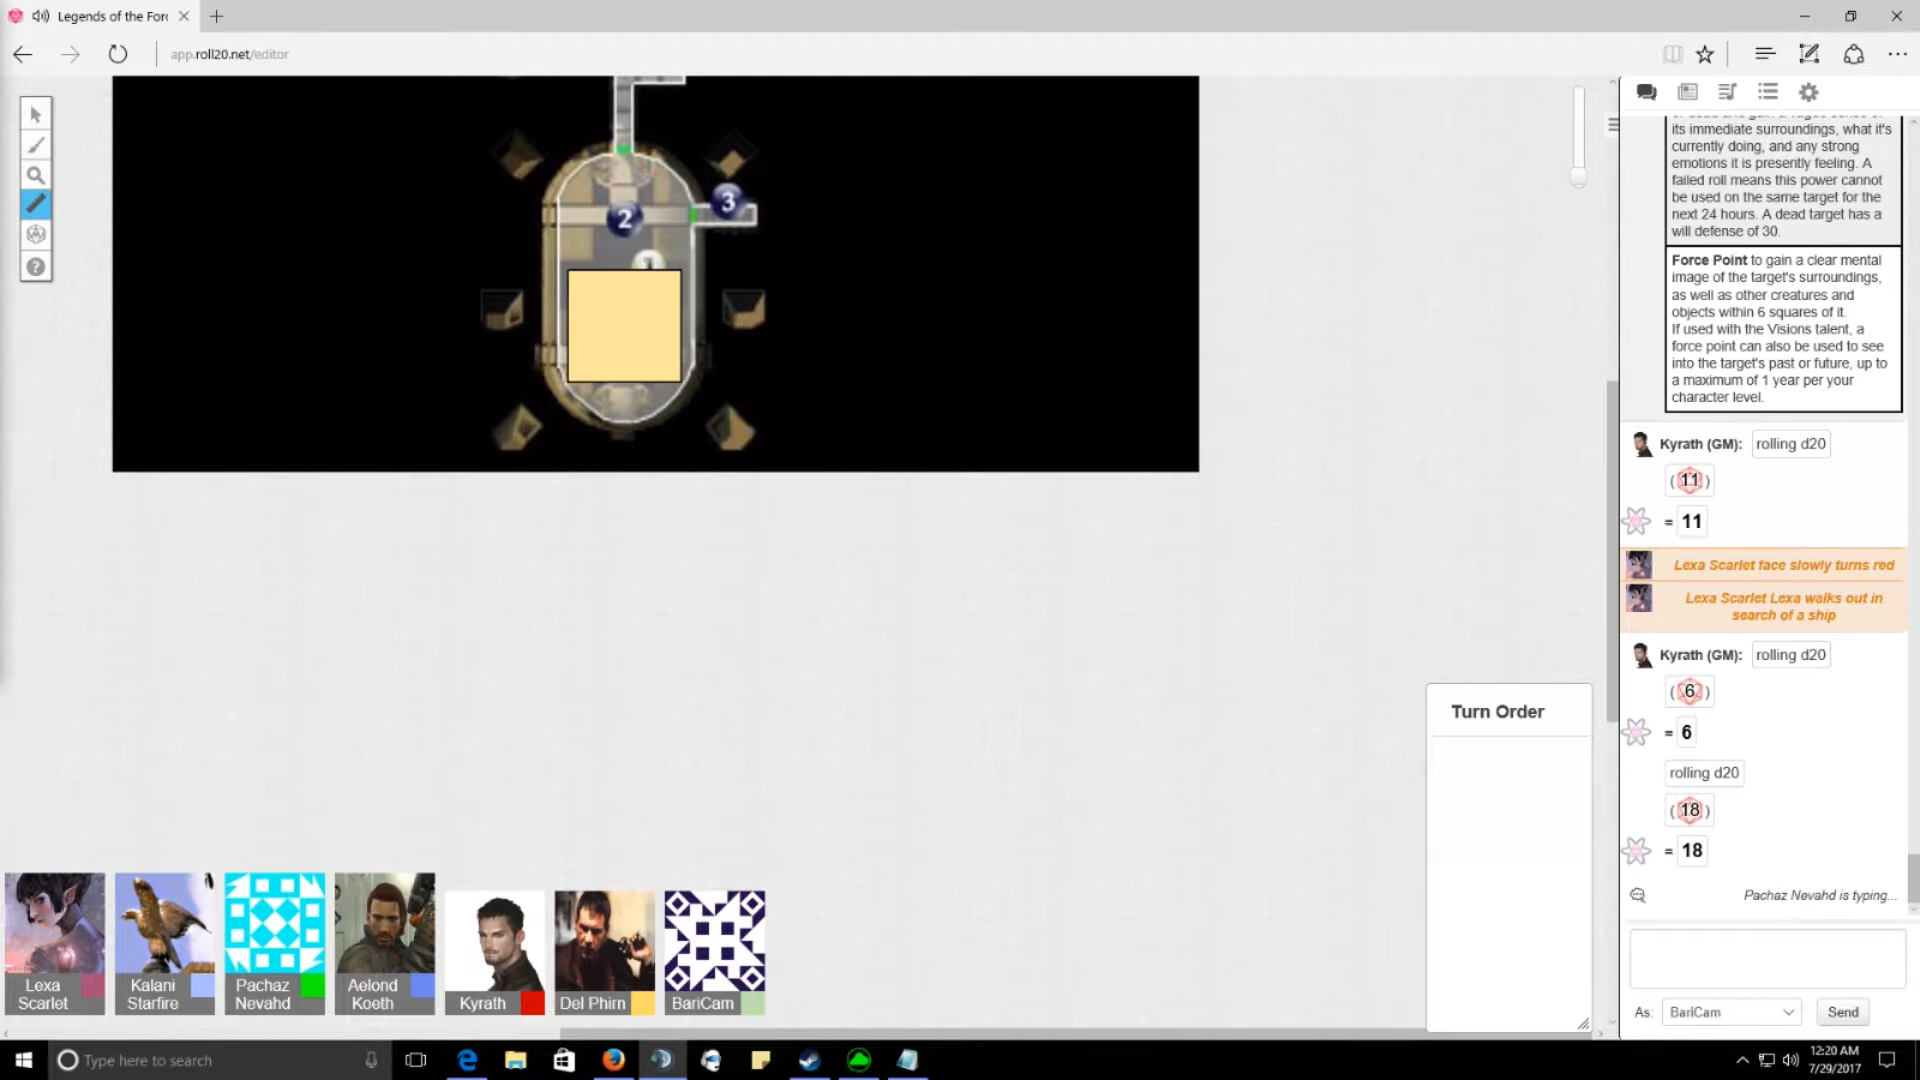 Legends of the For
app.roll20.net/editor
its immediate surroundings, what it's
currently doing, and any strong
emotions it is presently feeling. A
failed roll means this power cannot
be used on the same target for the
next 24 hours. A dead target has a
will defense of 30.
Force Point to gain a clear mental
image of the target's surroundings,
as well as other creatures and
objects within 6 squares of it.
If used with the Visions talent, a
force point can also be used to see
into the target's past or future, up to
a maximum of 1 year per your
character level.
Kyrath (GM): rolling d20
(11)
= 11
Lexa Scarlet face slowly turns red
Lexa Scarlet Lexa walks out in
search of a ship
Kyrath (GM): rolling d20
(6)
= 6
rolling d20
(18)
= 18
Pachaz Nevahd is typing...
As: BariCam Send
3
2
1
Turn Order
Lexa
Scarlet
Kalani
Starfire
Pachaz
Nevahd
Aelond
Koeth
Kyrath
Del Phirn
BariCam
Type here to search
12:20 AM
7/29/2017